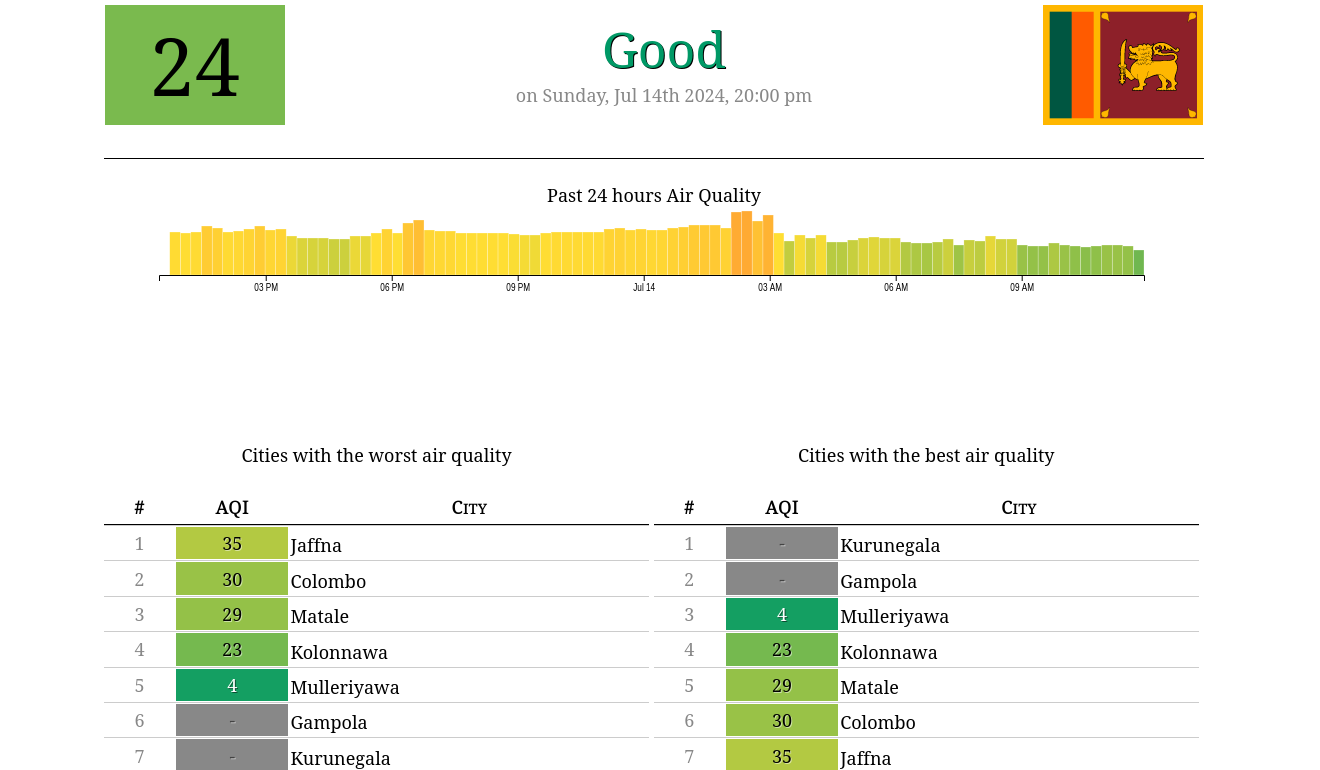 24
Good
on Sunday, Jul 14th 2024, 20:00 pm
Past 24 hours Air Quality
03 PM 06 PM 09 PM Jul 14 03 AM 06 AM 09 AM
Cities with the worst air quality
# AQI City
1 35 Jaffna
2 30 Colombo
3 29 Matale
4 23 Kolonnawa
5 4 Mulleriyawa
6 - Gampola
7 - Kurunegala
Cities with the best air quality
# AQI City
1 - Kurunegala
2 - Gampola
3 4 Mulleriyawa
4 23 Kolonnawa
5 29 Matale
6 30 Colombo
7 35 Jaffna